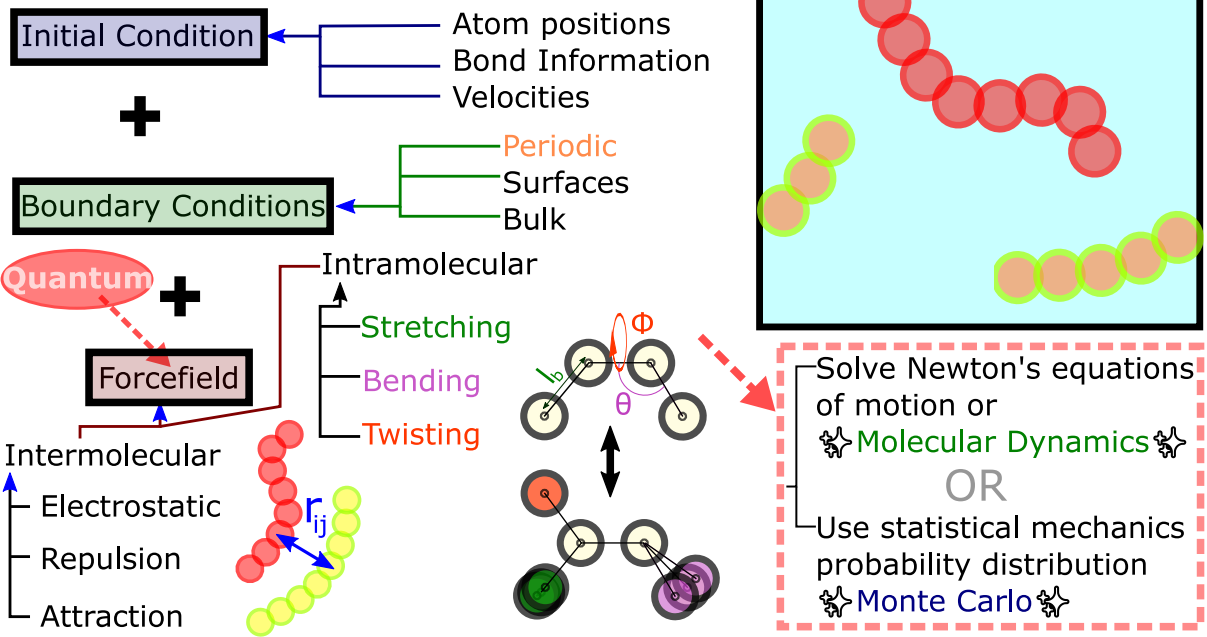 Initial Condition
Atom positions
Bond Information
Velocities
Boundary Conditions
Periodic
Surfaces
Bulk
Quantum
Forcefield
Intramolecular
Stretching
Bending
Twisting
Intermolecular
Electrostatic
Repulsion
Attraction
r_ij
l_b
Φ
θ
Solve Newton's equations
of motion or
Molecular Dynamics
OR
Use statistical mechanics
probability distribution
Monte Carlo